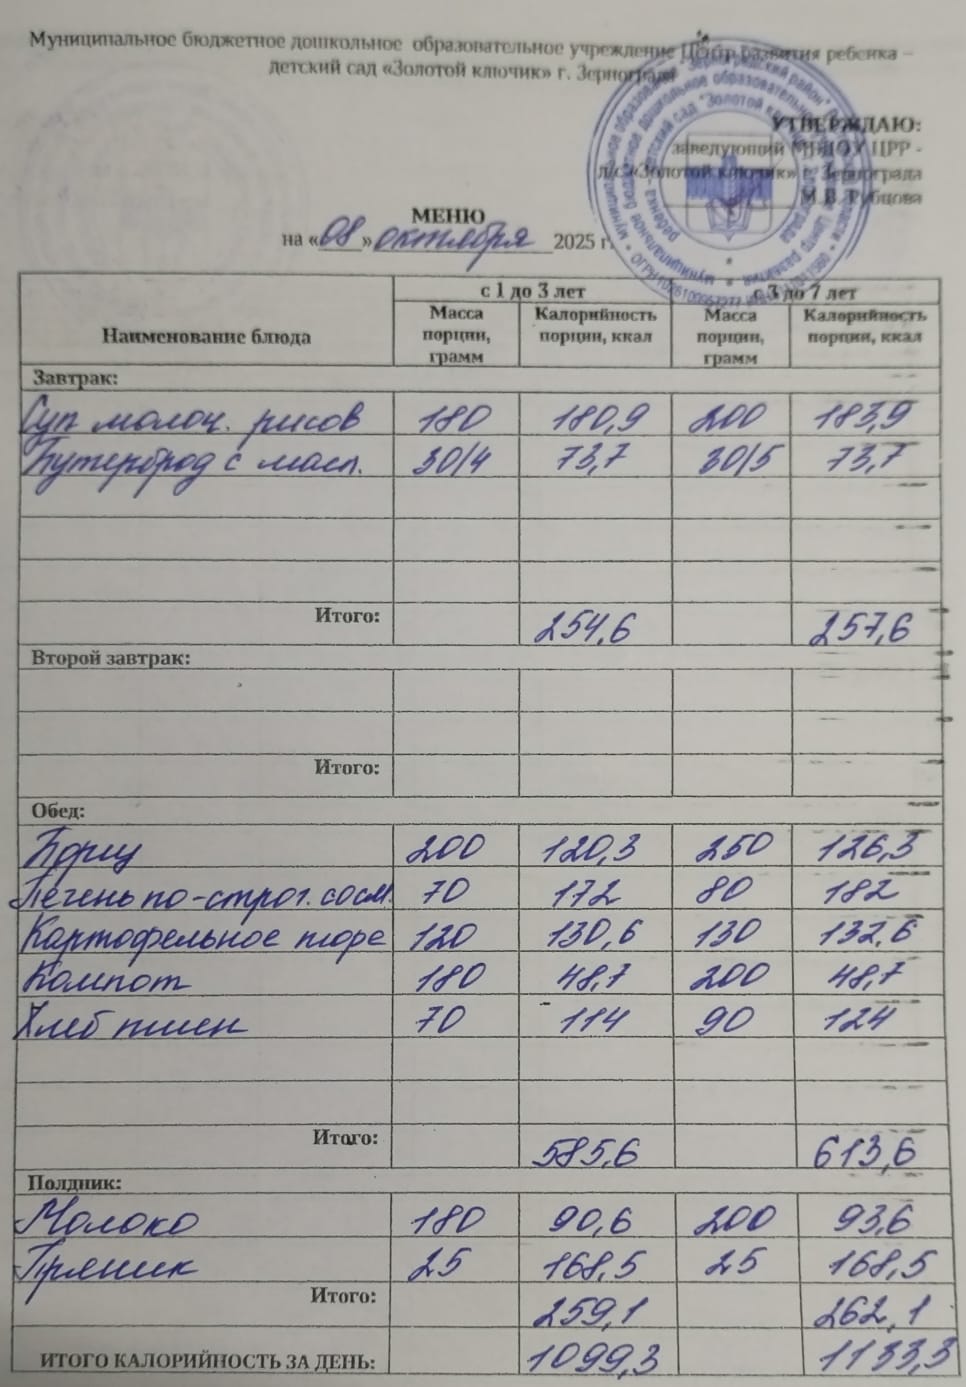 Муниципальное бюджетное дошкольное образовательное учреждение Центр развития ребенка –
детский сад «Золотой ключик» г. Зернограда
УТВЕРЖДАЮ:
заведующий МБДОУ ЦРР -
д/с «Золотой ключик» г. Зернограда
М.В. Рубцова
МЕНЮ
на «08» октября 2025 г.
Наименование блюда с 1 до 3 лет с 3 до 7 лет
Масса порции, грамм Калорийность порции, ккал Масса порции, грамм Калорийность порции, ккал
Завтрак:
Суп молоч. рисов 180 180,9 200 183,9
Бутерброд с масл. 30/4 73,7 30/5 73,7
Итого: 254,6 257,6
Второй завтрак:
Итого:
Обед:
Борщ 200 120,3 250 126,3
Печень по-строг. 70 172 80 182
Картофельное пюре 120 130,6 130 132,6
Компот 180 48,7 200 48,7
Хлеб пшен 70 114 90 124
Итого: 585,6 613,6
Полдник:
Молоко 180 90,6 200 93,6
Пряник 25 168,5 25 168,5
Итого: 259,1 262,1
ИТОГО КАЛОРИЙНОСТЬ ЗА ДЕНЬ: 1099,3 1133,3